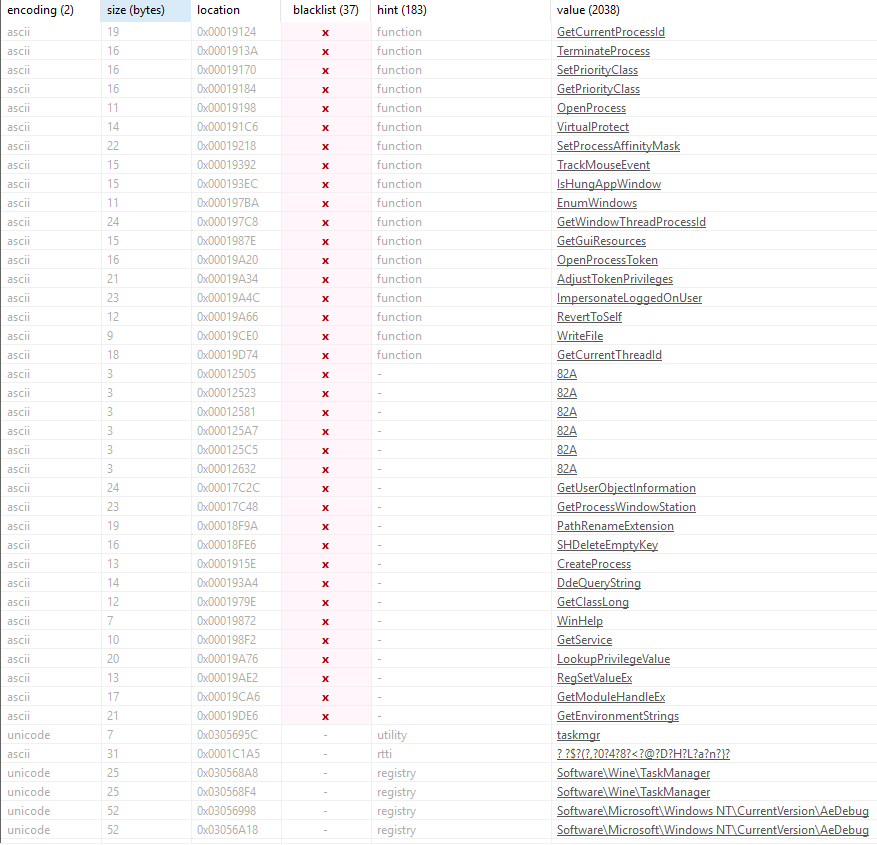 encoding (2) size (bytes) location blacklist (37) hint (183) value (2038)
ascii 19 0x00019124 x function GetCurrentProcessId
ascii 16 0x0001913A x function TerminateProcess
ascii 16 0x00019170 x function SetPriorityClass
ascii 16 0x00019184 x function GetPriorityClass
ascii 11 0x00019198 x function OpenProcess
ascii 14 0x000191C6 x function VirtualProtect
ascii 22 0x00019218 x function SetProcessAffinityMask
ascii 15 0x00019392 x function TrackMouseEvent
ascii 15 0x000193EC x function IsHungAppWindow
ascii 11 0x000197BA x function EnumWindows
ascii 24 0x000197C8 x function GetWindowThreadProcessId
ascii 15 0x0001987E x function GetGuiResources
ascii 16 0x00019A20 x function OpenProcessToken
ascii 21 0x00019A34 x function AdjustTokenPrivileges
ascii 23 0x00019A4C x function ImpersonateLoggedOnUser
ascii 12 0x00019A66 x function RevertToSelf
ascii 9 0x00019CE0 x function WriteFile
ascii 18 0x00019D74 x function GetCurrentThreadId
ascii 3 0x00012505 x - 82A
ascii 3 0x00012523 x - 82A
ascii 3 0x00012581 x - 82A
ascii 3 0x000125A7 x - 82A
ascii 3 0x000125C5 x - 82A
ascii 3 0x00012632 x - 82A
ascii 24 0x00017C2C x - GetUserObjectInformation
ascii 23 0x00017C48 x - GetProcessWindowStation
ascii 19 0x00018F9A x - PathRenameExtension
ascii 16 0x00018FE6 x - SHDeleteEmptyKey
ascii 13 0x0001915E x - CreateProcess
ascii 14 0x000193A4 x - DdeQueryString
ascii 12 0x0001979E x - GetClassLong
ascii 7 0x00019872 x - WinHelp
ascii 10 0x000198F2 x - GetService
ascii 20 0x00019A76 x - LookupPrivilegeValue
ascii 13 0x00019AE2 x - RegSetValueEx
ascii 17 0x00019CA6 x - GetModuleHandleEx
ascii 21 0x00019DE6 x - GetEnvironmentStrings
unicode 7 0x0305695C - utility taskmgr
ascii 31 0x0001C1A5 - rtti ? ?$?(?,?0?4?8?<?@?D?H?L?a?n?}?
unicode 25 0x030568A8 - registry Software\Wine\TaskManager
unicode 25 0x030568F4 - registry Software\Wine\TaskManager
unicode 52 0x03056998 - registry Software\Microsoft\Windows NT\CurrentVersion\AeDebug
unicode 52 0x03056A18 - registry Software\Microsoft\Windows NT\CurrentVersion\AeDebug